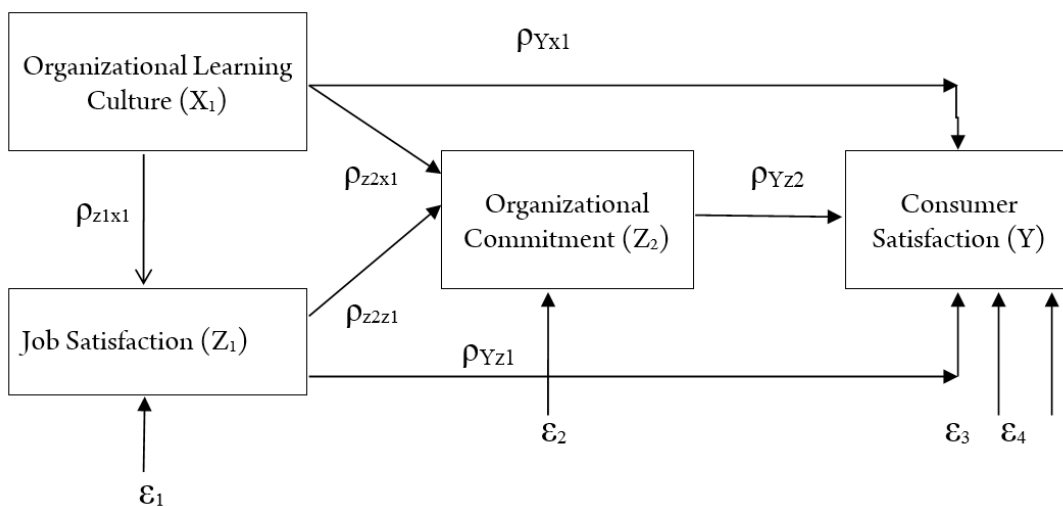 ρYx1
Organizational Learning
Culture (X₁)
ρz1x1
ρz2x1
Organizational
Commitment (Z₂)
ρYz2
Consumer
Satisfaction (Y)
Job Satisfaction (Z₁)
ρz2z1
ρYz1
ε₁
ε₂
ε₃
ε₄